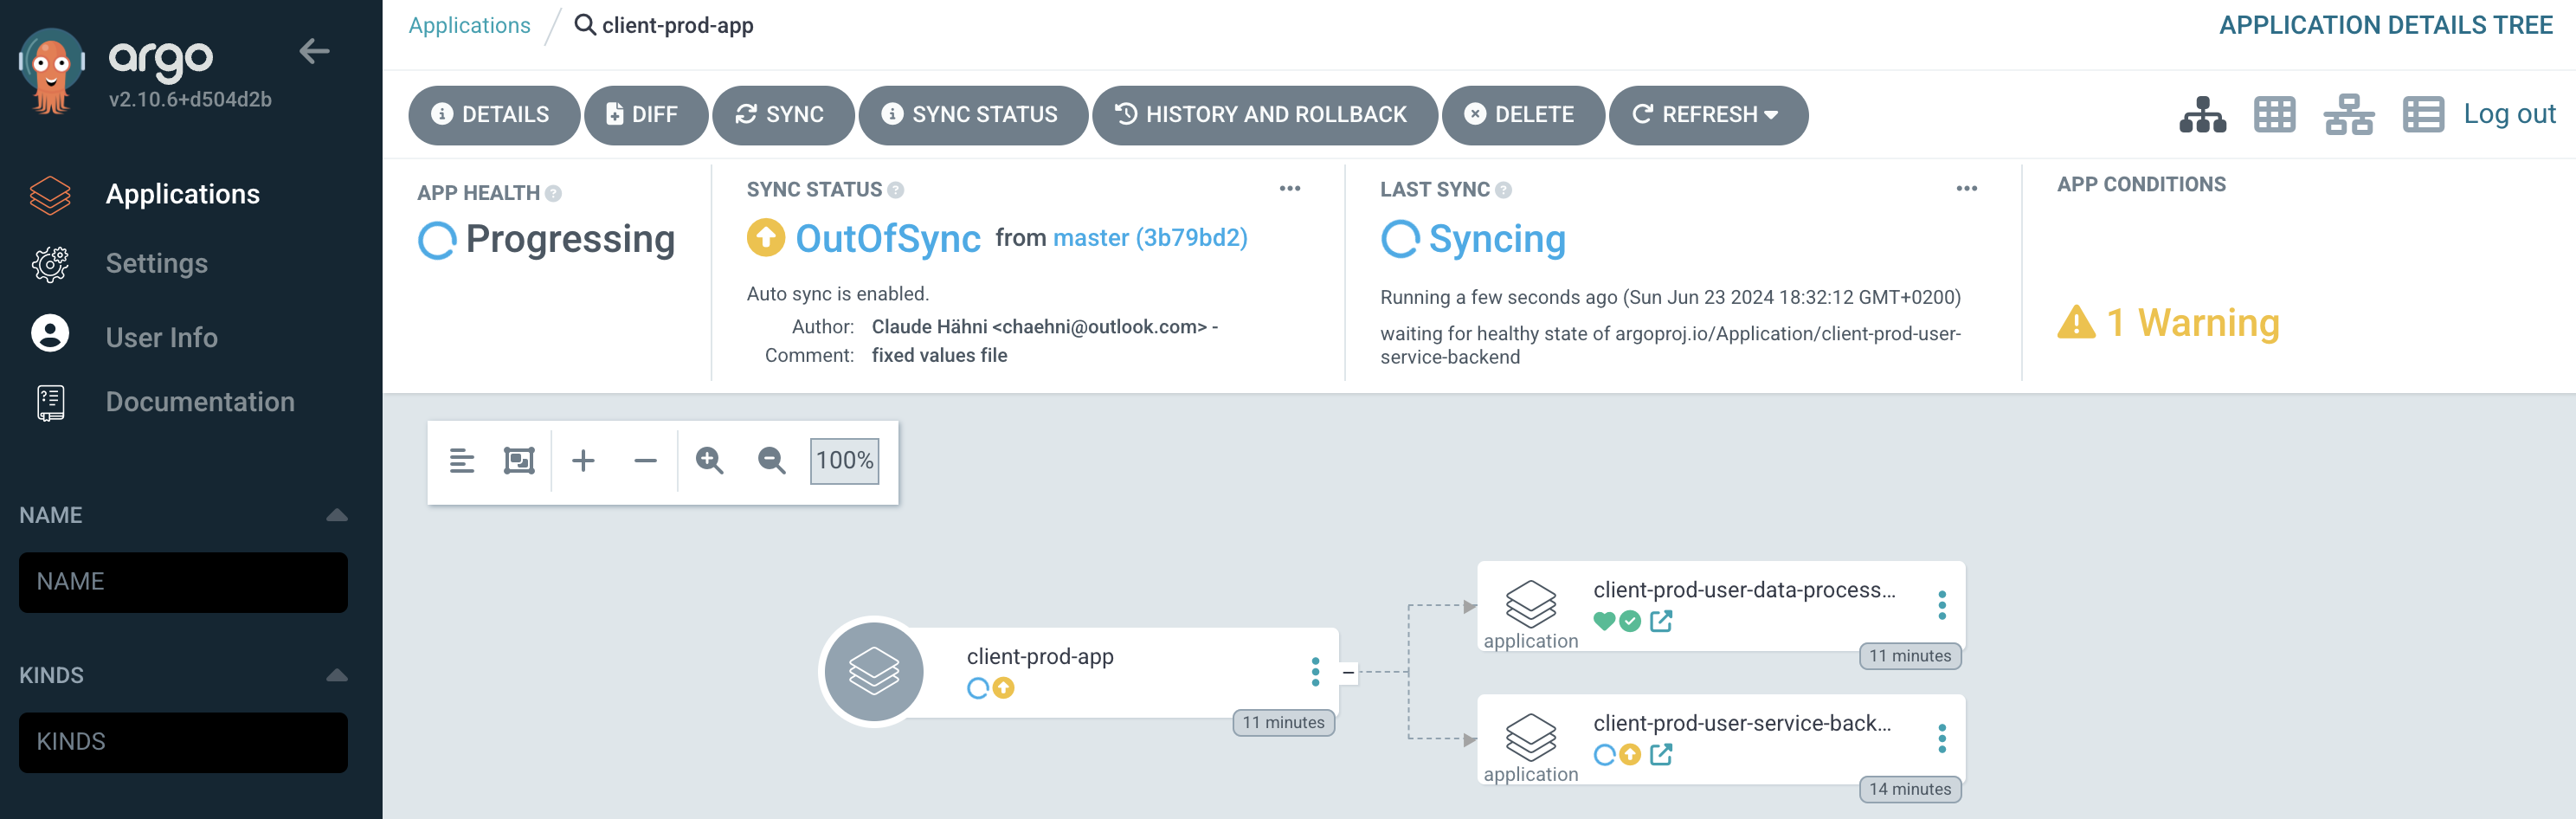 argo
v2.10.6+d504d2b
Applications
Settings
User Info
Documentation
NAME
NAME
KINDS
KINDS
Applications / client-prod-app
APPLICATION DETAILS TREE
DETAILS
DIFF
SYNC
SYNC STATUS
HISTORY AND ROLLBACK
DELETE
REFRESH
Log out
APP HEALTH
Progressing
SYNC STATUS
OutOfSync from master (3b79bd2)
Auto sync is enabled.
Author: Claude Hähni <chaehni@outlook.com> -
Comment: fixed values file
LAST SYNC
Syncing
Running a few seconds ago (Sun Jun 23 2024 18:32:12 GMT+0200)
waiting for healthy state of argoproj.io/Application/client-prod-user-
service-backend
APP CONDITIONS
1 Warning
100%
client-prod-app
11 minutes
client-prod-user-data-process...
application
11 minutes
client-prod-user-service-back...
application
14 minutes